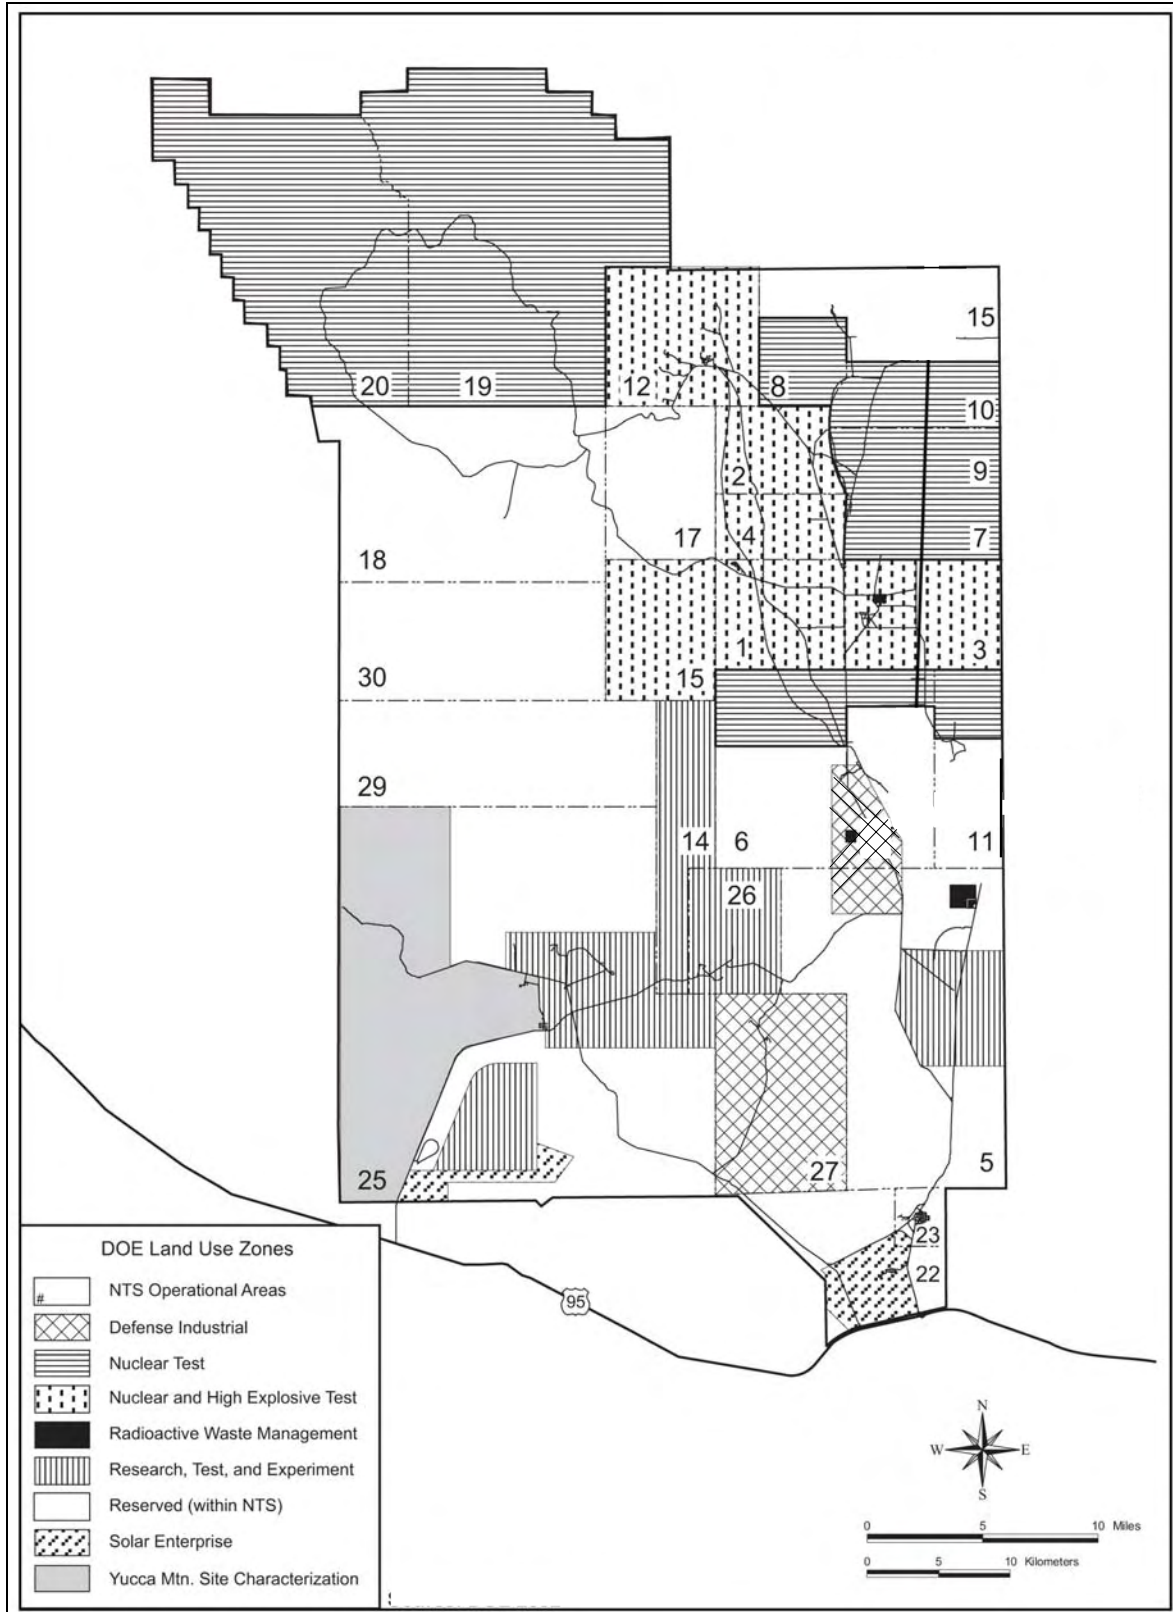 15
20 19 12 8
10
2 9
17 4 7
18
1 3
30 15
29
14 6 11
26
27 5
25
23
22
95
DOE Land Use Zones
# NTS Operational Areas
Defense Industrial
Nuclear Test
Nuclear and High Explosive Test
Radioactive Waste Management
Research, Test, and Experiment
Reserved (within NTS)
Solar Enterprise
Yucca Mtn. Site Characterization
N
W E
S
0 5 10 Miles
0 5 10 Kilometers